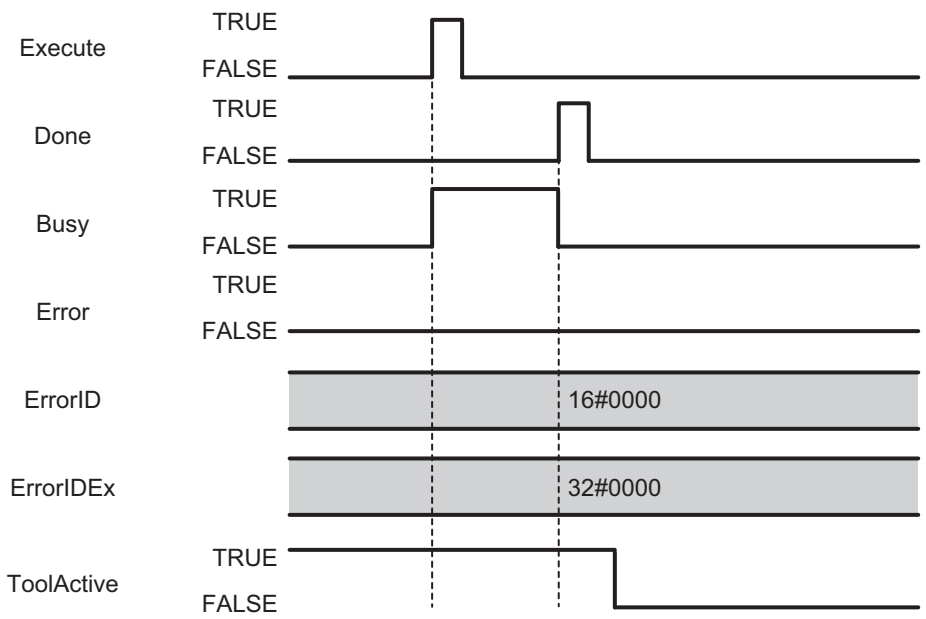 TRUE
Execute
FALSE
TRUE
Done
FALSE
TRUE
Busy
FALSE
TRUE
Error
FALSE
ErrorID 16#0000
ErrorIDEx 32#0000
TRUE
ToolActive
FALSE